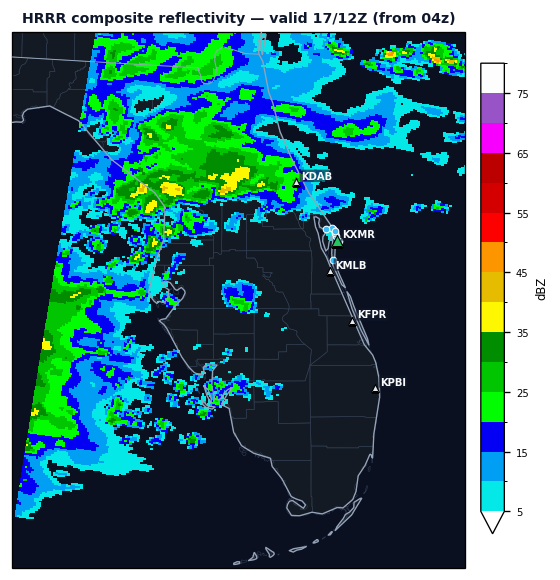 HRRR composite reflectivity — valid 17/12Z (from 04z)
KDAB
KXMR
KMLB
KFPR
KPBI
75
65
55
45
35
25
15
5
dBZ